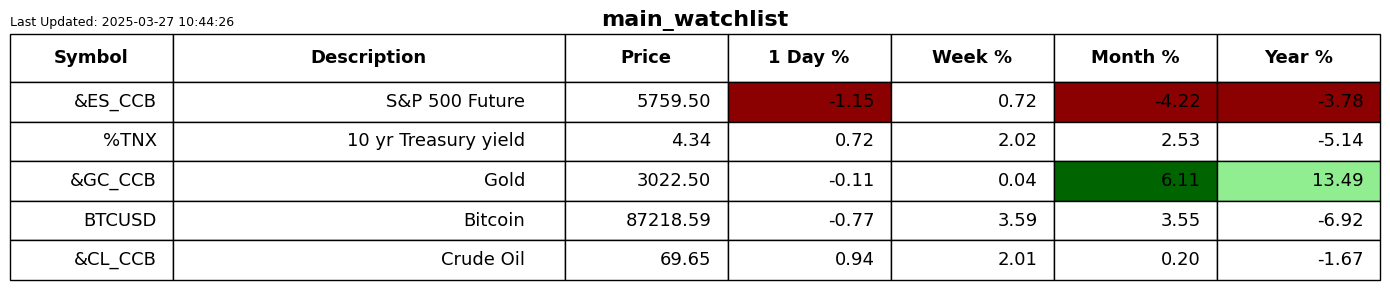 Last Updated: 2025-03-27 10:44:26
main_watchlist
Symbol Description Price 1 Day % Week % Month % Year %
&ES_CCB S&P 500 Future 5759.50 -1.15 0.72 -4.22 -3.78
%TNX 10 yr Treasury yield 4.34 0.72 2.02 2.53 -5.14
&GC_CCB Gold 3022.50 -0.11 0.04 6.11 13.49
BTCUSD Bitcoin 87218.59 -0.77 3.59 3.55 -6.92
&CL_CCB Crude Oil 69.65 0.94 2.01 0.20 -1.67